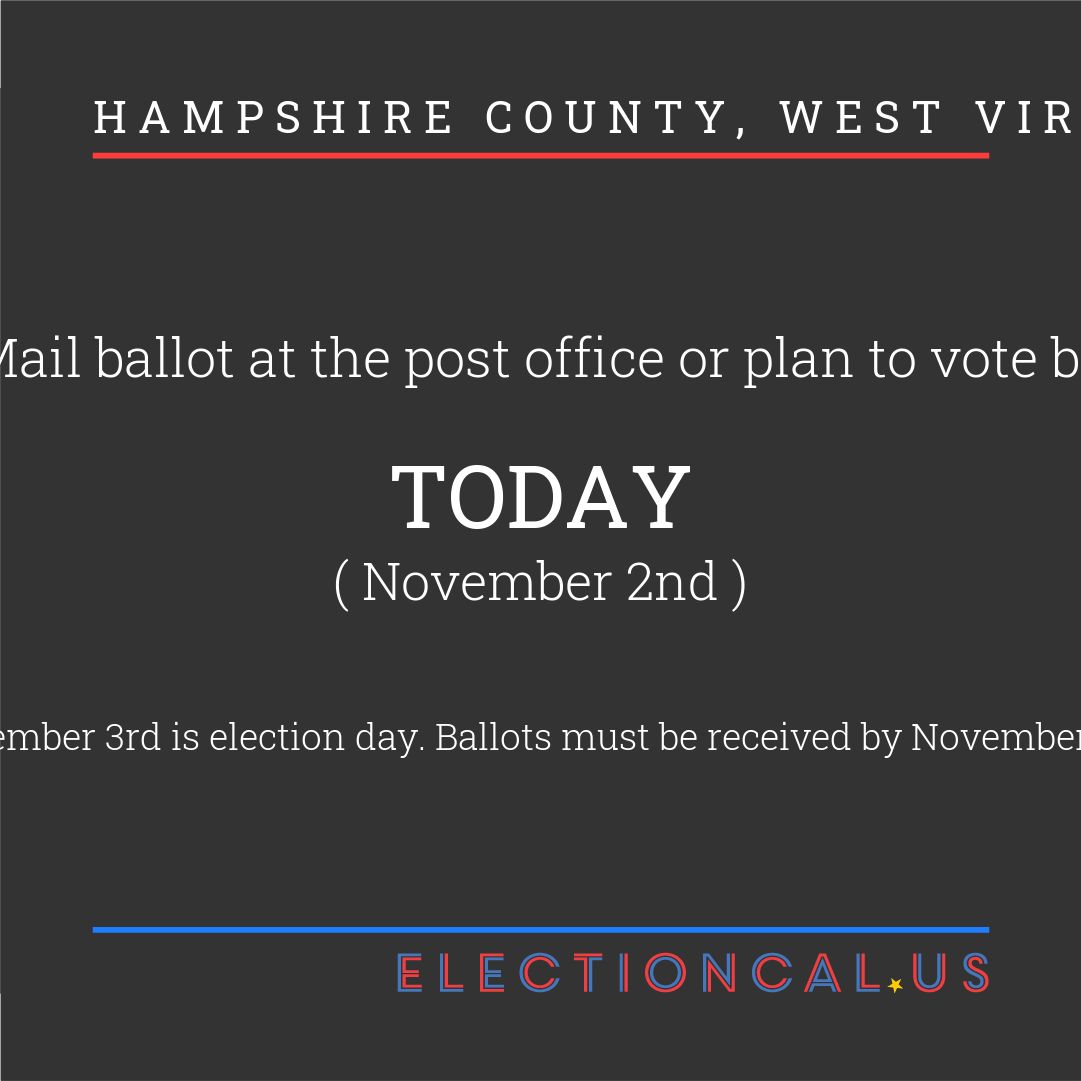 HAMPSHIRE COUNTY, WEST VIR
Mail ballot at the post office or plan to vote b
TODAY
( November 2nd )
ember 3rd is election day. Ballots must be received by November
ELECTIONCAL.US